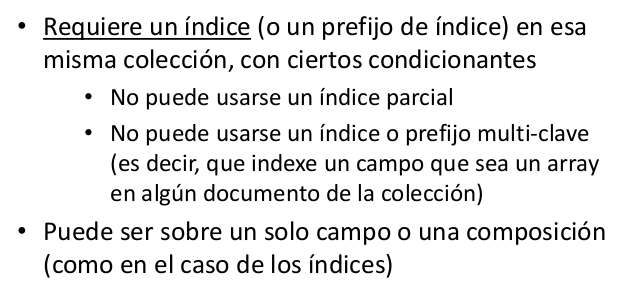 • Requiere un índice (o un prefijo de índice) en esa
misma colección, con ciertos condicionantes
• No puede usarse un índice parcial
• No puede usarse un índice o prefijo multi-clave
(es decir, que indexe un campo que sea un array
en algún documento de la colección)
• Puede ser sobre un solo campo o una composición
(como en el caso de los índices)